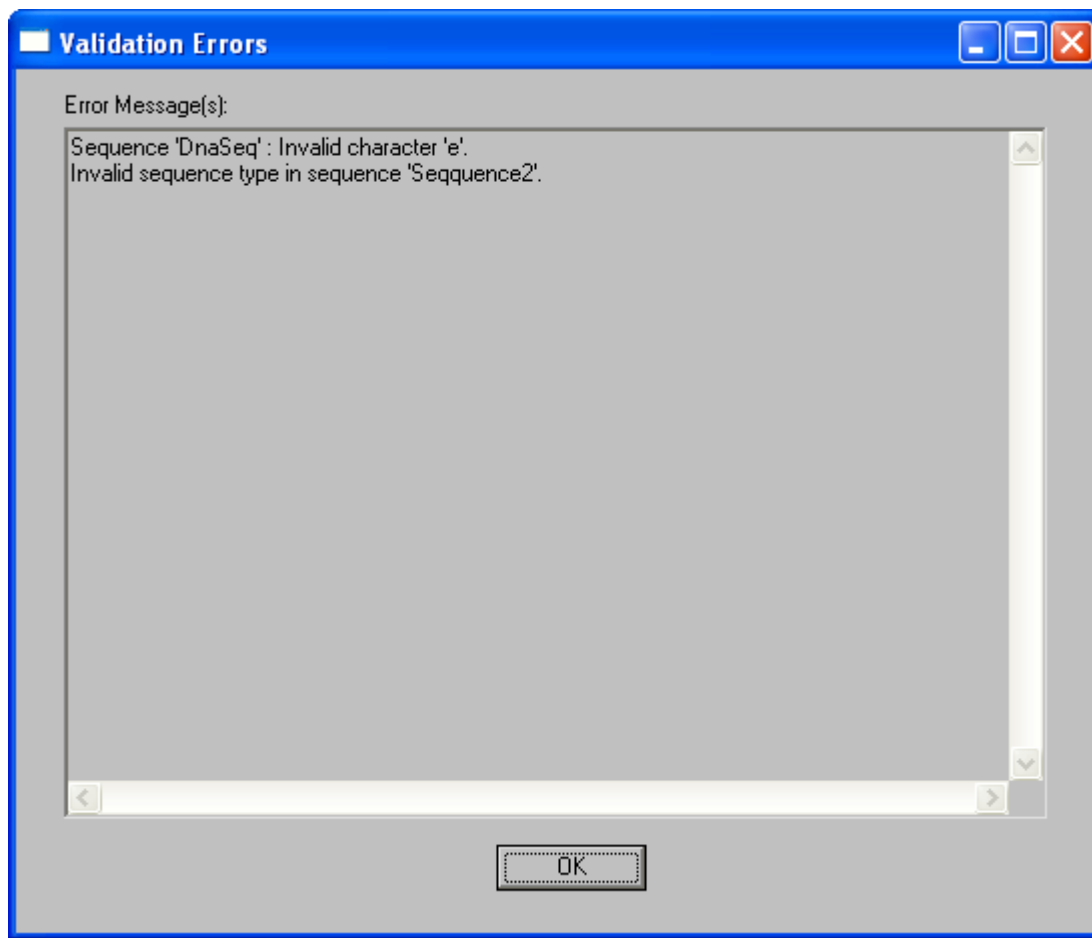 Validation Errors
Error Message(s):
Sequence 'DnaSeq' : Invalid character 'e'.
Invalid sequence type in sequence 'Seqquence2'.
OK